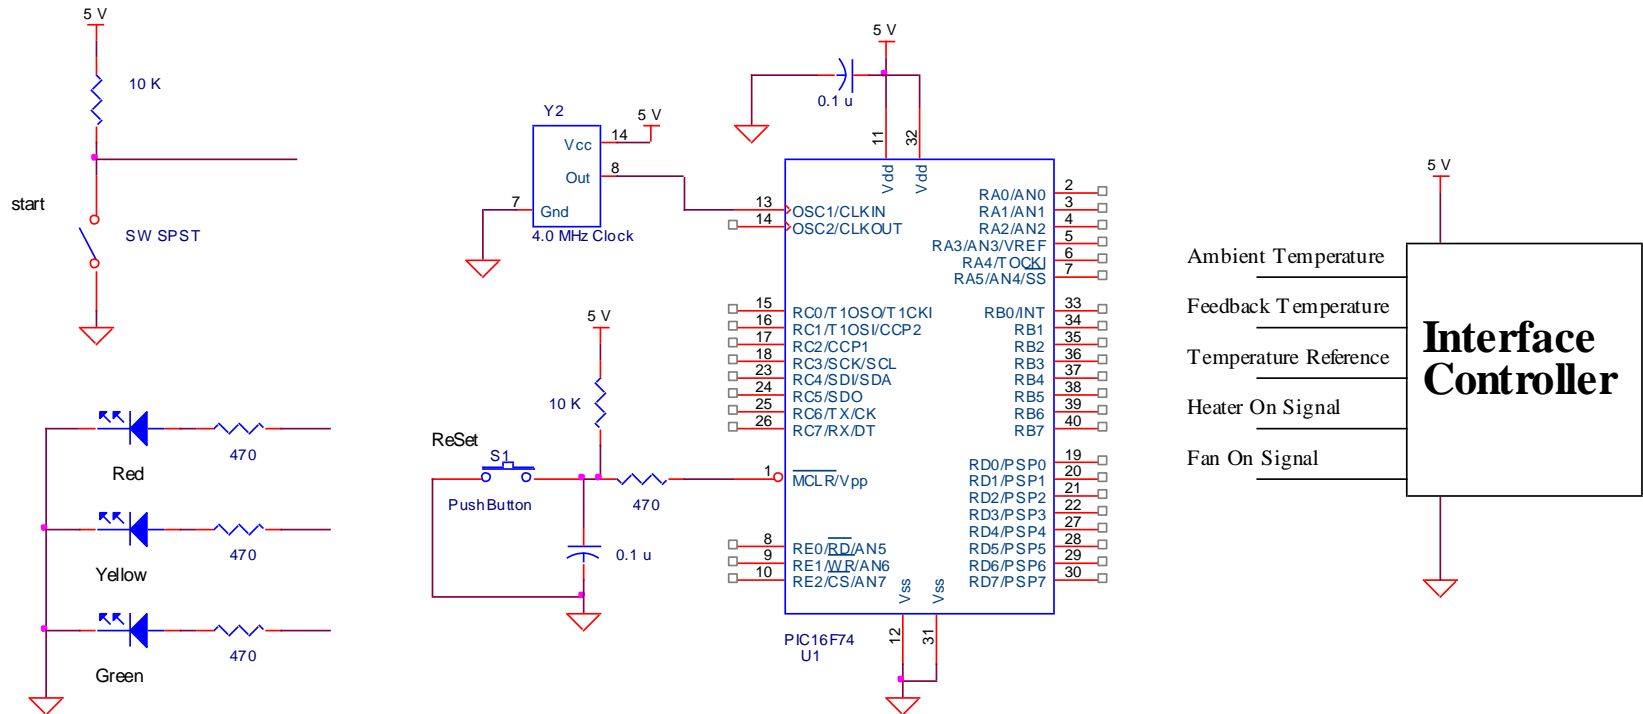 5 V
10 K
start
SW SPST
Red
470
Yellow
470
Green
470
Y2
5 V
Vcc 14
Out 8
7 Gnd
4.0 MHz Clock
5 V
0.1 u
11
32
Vdd
Vdd
13 OSC1/CLKIN
14 OSC2/CLKOUT
15 RC0/T1OSO/T1CKI
16 RC1/T1OSI/CCP2
17 RC2/CCP1
18 RC3/SCK/SCL
23 RC4/SDI/SDA
24 RC5/SDO
25 RC6/TX/CK
26 RC7/RX/DT
1 MCLR/Vpp
8 RE0/RD/AN5
9 RE1/WR/AN6
10 RE2/CS/AN7
RA0/AN0 2
RA1/AN1 3
RA2/AN2 4
RA3/AN3/VREF 5
RA4/TOCKI 6
RA5/AN4/SS 7
RB0/INT 33
RB1 34
RB2 35
RB3 36
RB4 37
RB5 38
RB6 39
RB7 40
RD0/PSP0 19
RD1/PSP1 20
RD2/PSP2 21
RD3/PSP3 22
RD4/PSP4 27
RD5/PSP5 28
RD6/PSP6 29
RD7/PSP7 30
Vss
Vss
12
31
PIC16F74
U1
5 V
10 K
ReSet
S1
PushButton
470
0.1 u
5 V
Ambient Temperature
Feedback Temperature
Temperature Reference
Heater On Signal
Fan On Signal
Interface
Controller